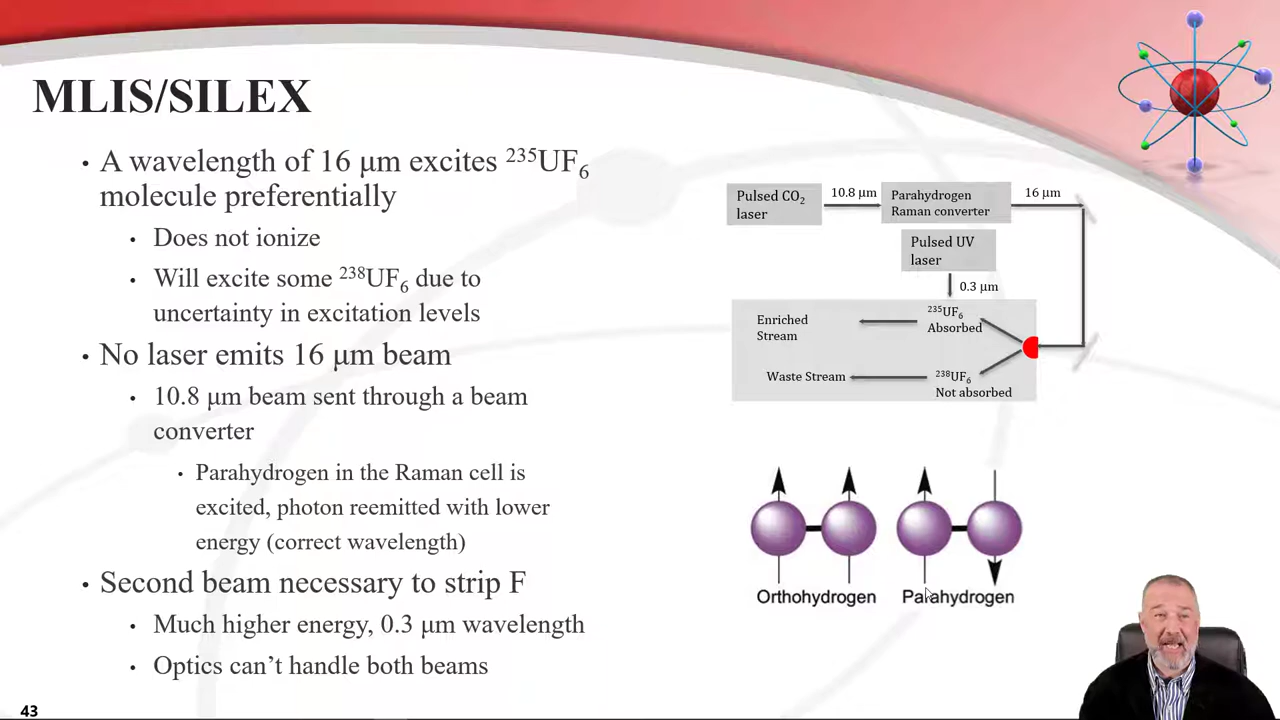 MLIS/SILEX
• A wavelength of 16 μm excites ²³⁵UF₆
molecule preferentially
• Does not ionize
• Will excite some ²³⁸UF₆ due to
uncertainty in excitation levels
• No laser emits 16 μm beam
• 10.8 μm beam sent through a beam
converter
• Parahydrogen in the Raman cell is
excited, photon reemitted with lower
energy (correct wavelength)
• Second beam necessary to strip F
• Much higher energy, 0.3 μm wavelength
• Optics can’t handle both beams
Pulsed CO₂
laser
10.8 μm
Parahydrogen
Raman converter
16 μm
Pulsed UV
laser
0.3 μm
Enriched
Stream
²³⁵UF₆
Absorbed
Waste Stream
²³⁸UF₆
Not absorbed
Orthohydrogen
Parahydrogen
43